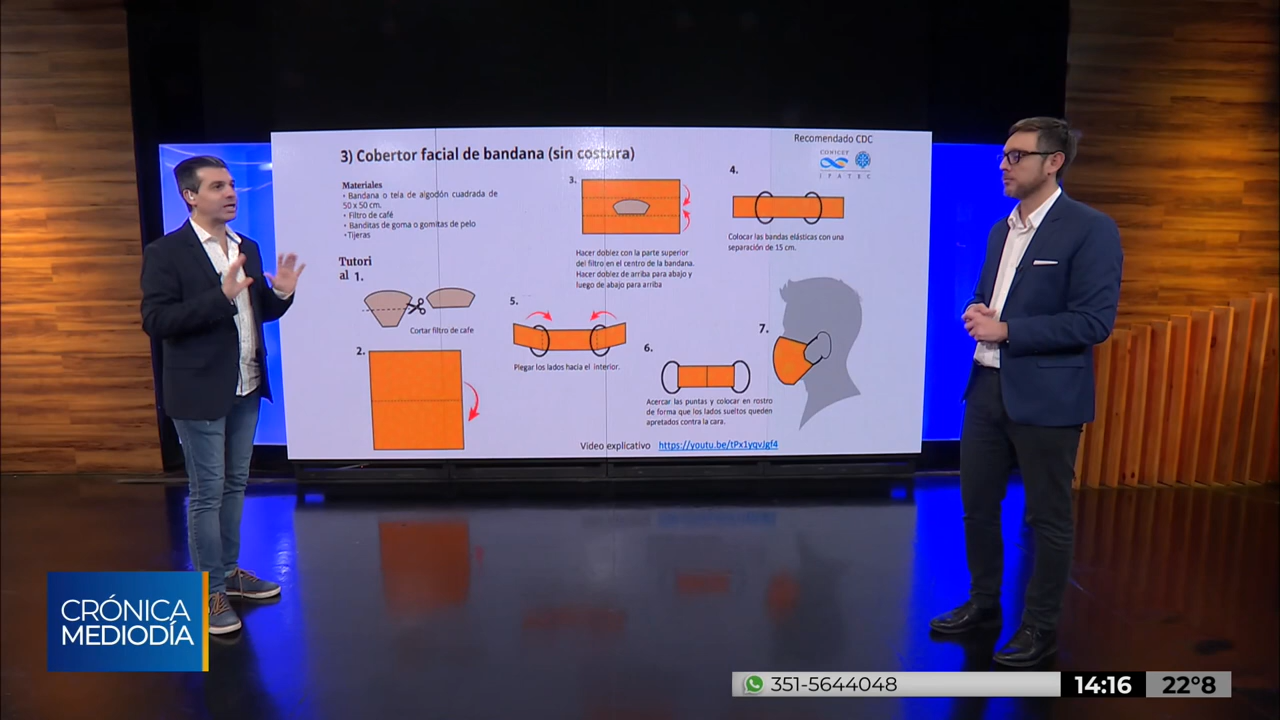 Recomendado CDC
CONICET
IPATEC
3) Cobertor facial de bandana (sin costura)
Materiales
• Bandana o tela de algodón cuadrada de
50 x 50 cm.
• Filtro de café
• Banditas de goma o gomitas de pelo
•Tijeras
Tutori
al 1.
Cortar filtro de cafe
2.
3.
Hacer doblez con la parte superior
del filtro en el centro de la bandana.
Hacer doblez de arriba para abajo y
luego de abajo para arriba
4.
Colocar las bandas elásticas con una
separación de 15 cm.
5.
Plegar los lados hacia el interior.
6.
Acercar las puntas y colocar en rostro
de forma que los lados sueltos queden
apretados contra la cara.
7.
Video explicativo https://youtu.be/tPx1yqvJgf4
CRÓNICA
MEDIODÍA
351-5644048
14:16
22°8